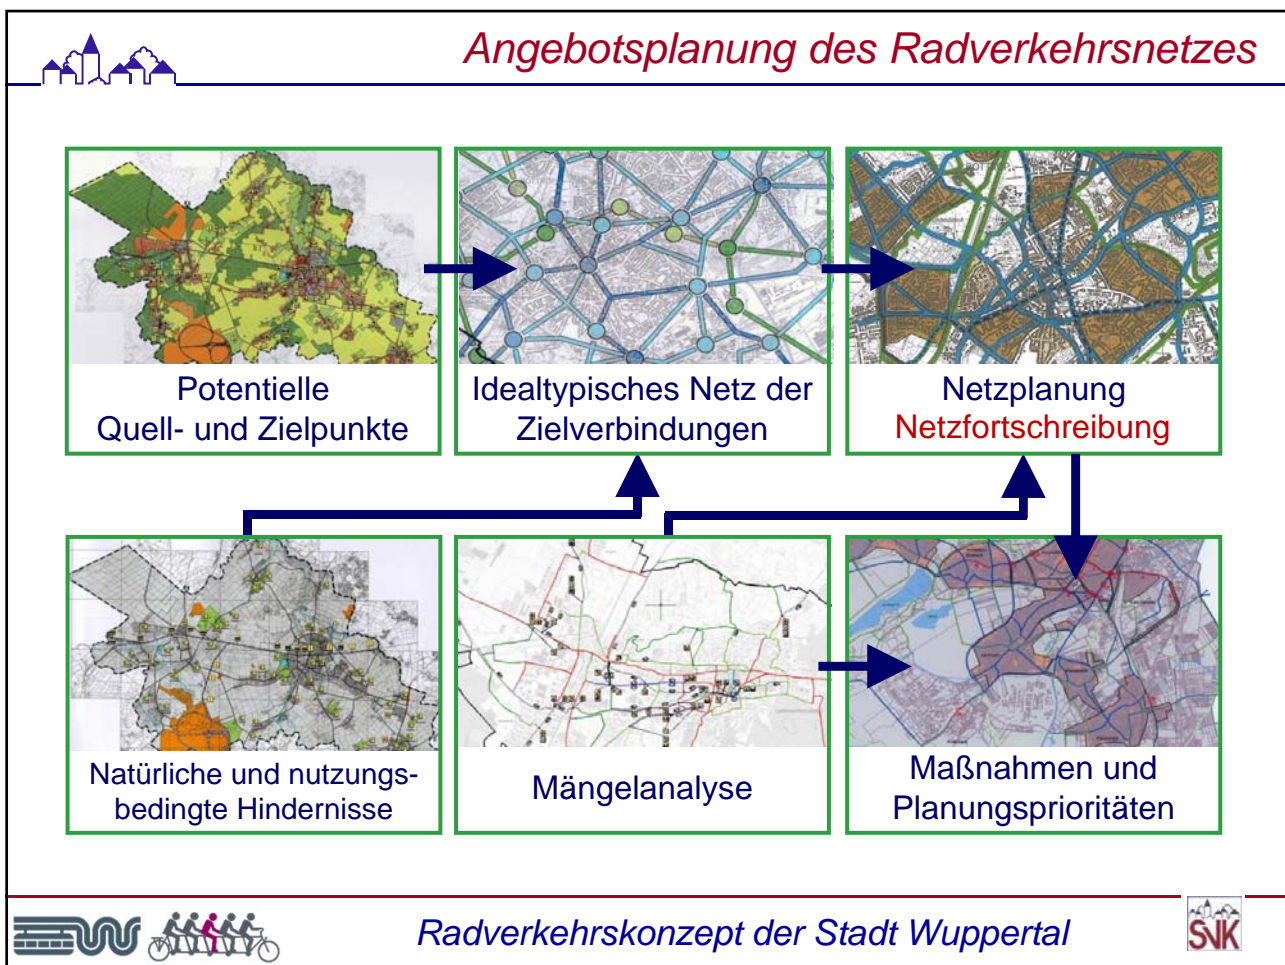 Angebotsplanung des Radverkehrsnetzes
Potentielle
Quell- und Zielpunkte
Idealtypisches Netz der
Zielverbindungen
Netzplanung
Netzfortschreibung
Natürliche und nutzungs-
bedingte Hindernisse
Mängelanalyse
Maßnahmen und
Planungsprioritäten
Radverkehrskonzept der Stadt Wuppertal
SVK